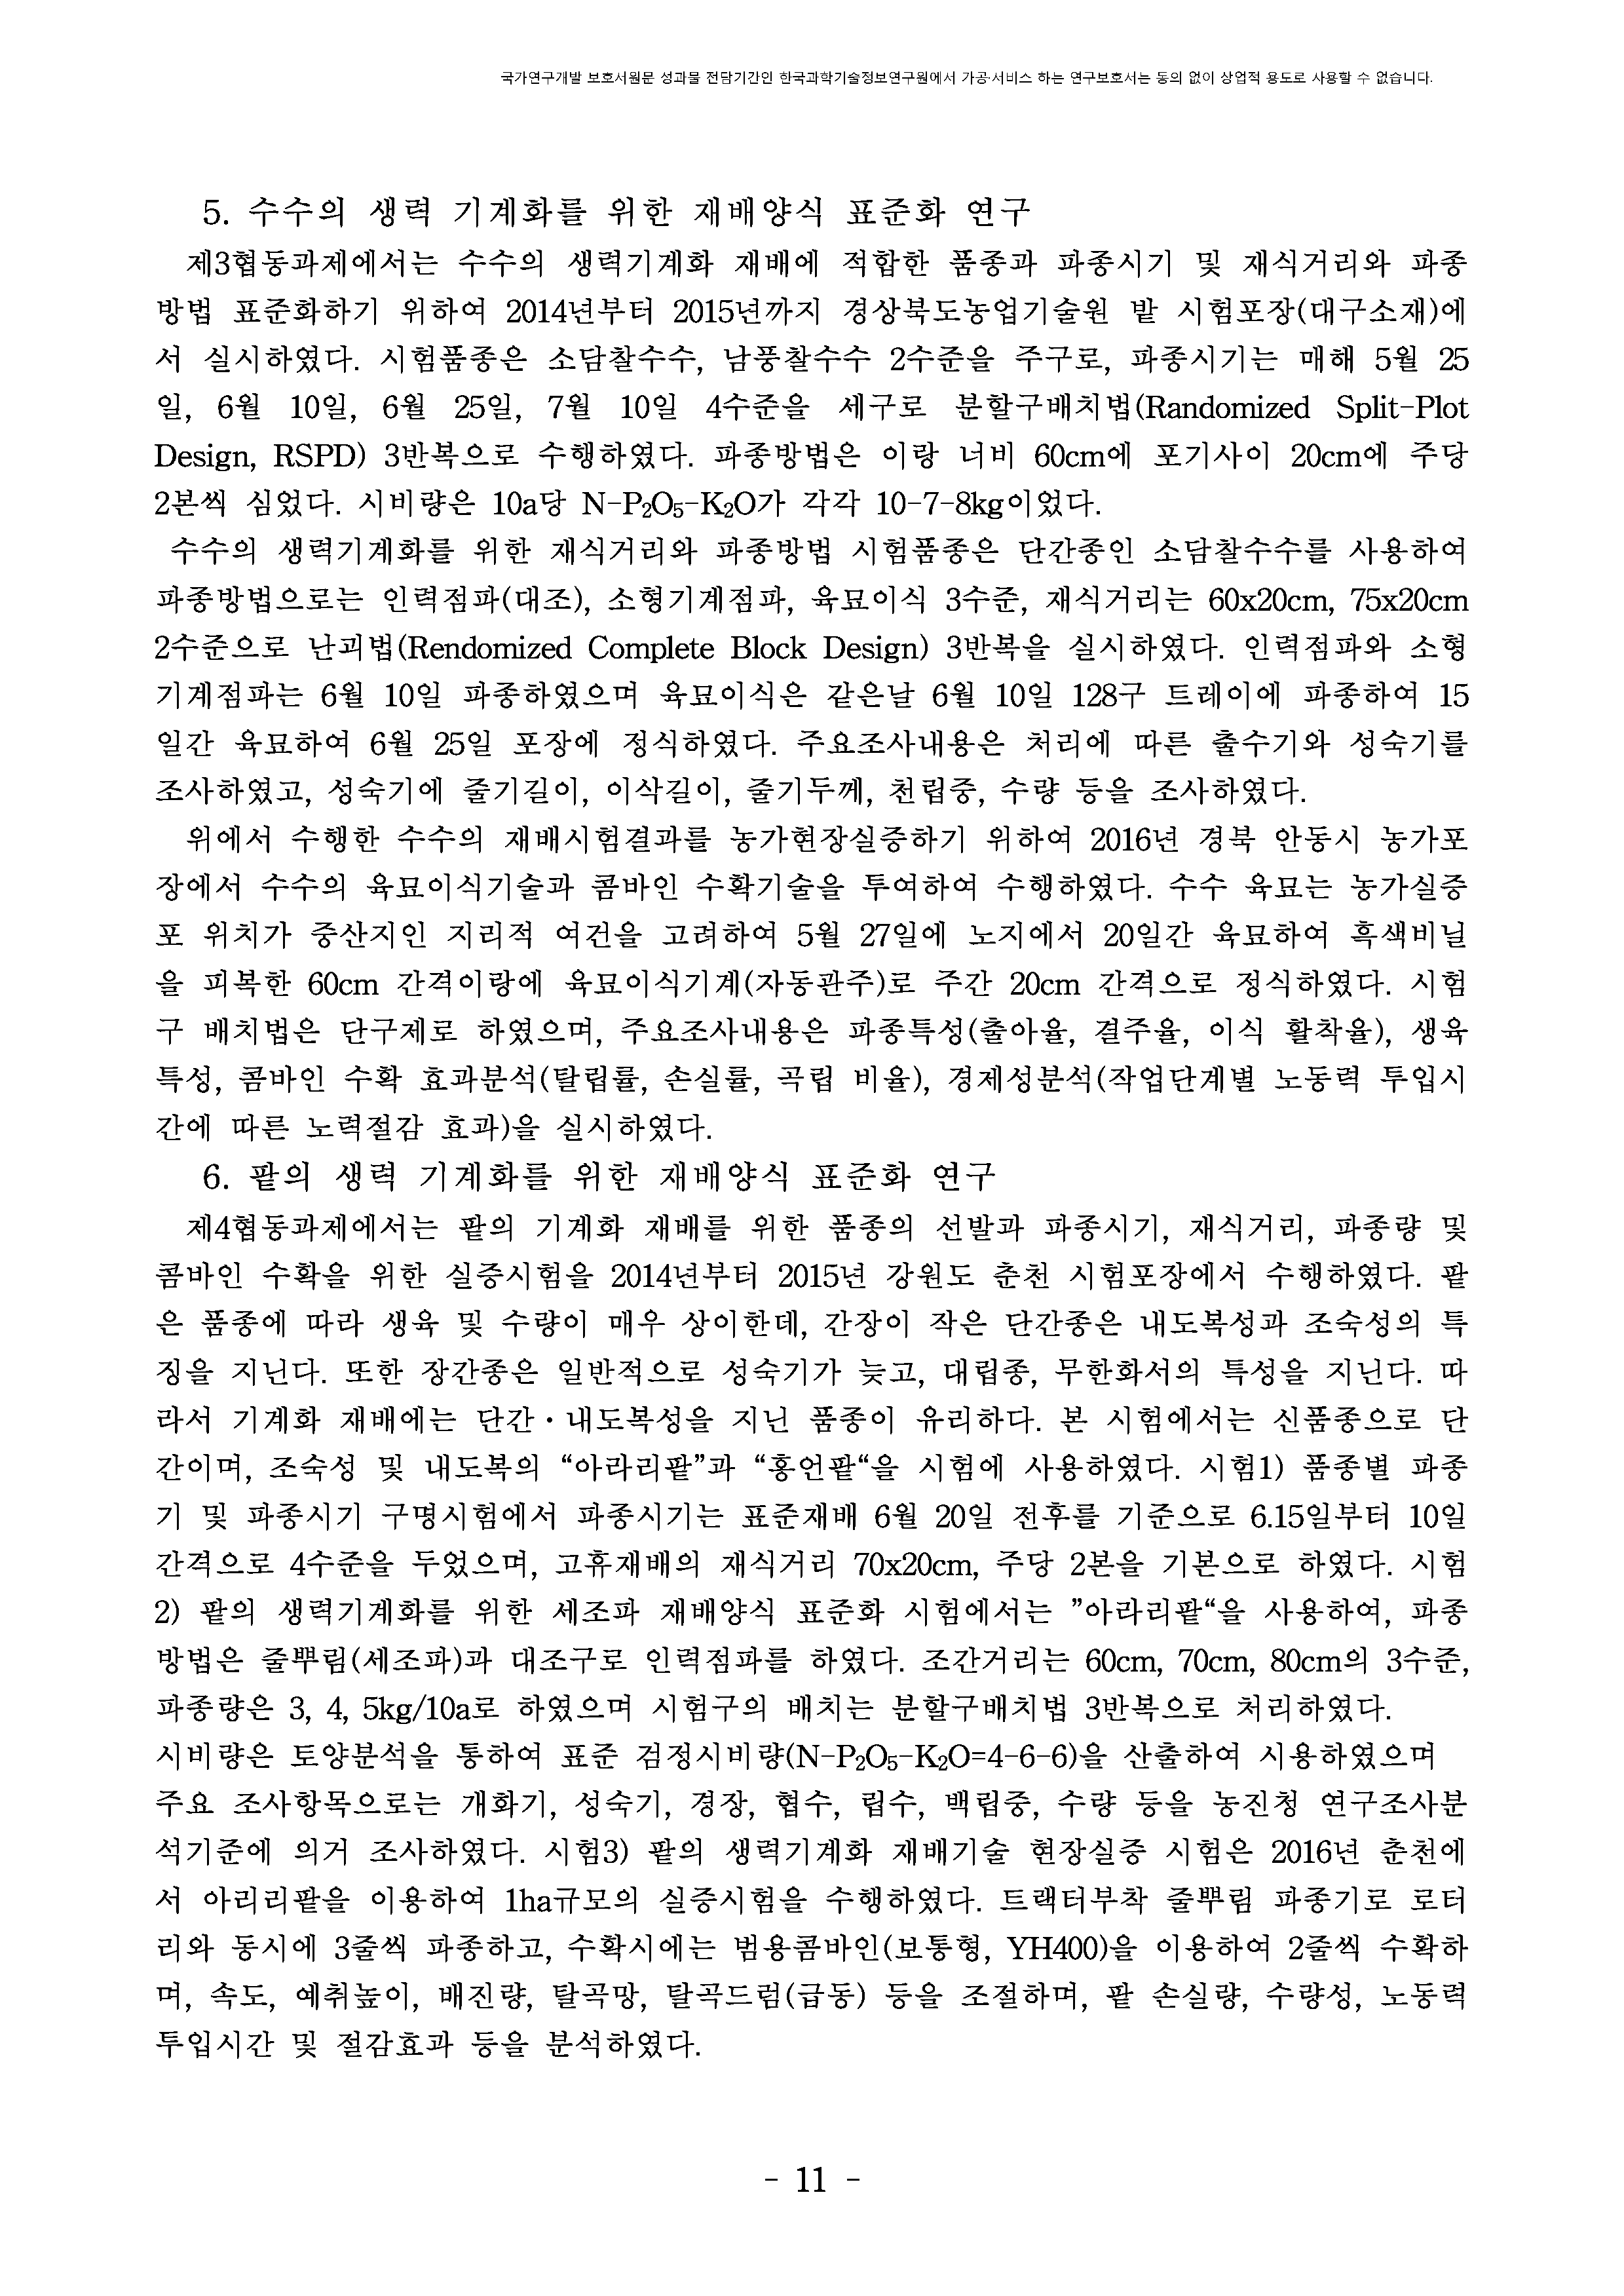 국가연구개발 보호서원문 성과물 전담기간인 한국과학기술정보연구원에서 가공·서비스 하는 연구보호서는 동의 없이 상업적 용도로 사용할 수 없습니다.
5. 수수의 생력 기계화를 위한 재배양식 표준화 연구
제3협동과제에서는 수수의 생력기계화 재배에 적합한 품종과 파종시기 및 재식거리와 파종
방법 표준화하기 위하여 2014년부터 2015년까지 경상북도농업기술원 밭 시험포장(대구소재)에
서 실시하였다. 시험품종은 소담찰수수, 남풍찰수수 2수준을 주구로, 파종시기는 매해 5월 25
일, 6월 10일, 6월 25일, 7월 10일 4수준을 세구로 분할구배치법(Randomized Split-Plot
Design, RSPD) 3반복으로 수행하였다. 파종방법은 이랑 너비 60cm에 포기사이 20cm에 주당
2본씩 심었다. 시비량은 10a당 N-P₂O₅-K₂O가 각각 10-7-8kg이었다.
수수의 생력기계화를 위한 재식거리와 파종방법 시험품종은 단간종인 소담찰수수를 사용하여
파종방법으로는 인력점파(대조), 소형기계점파, 육묘이식 3수준, 재식거리는 60x20cm, 75x20cm
2수준으로 난괴법(Rendomized Complete Block Design) 3반복을 실시하였다. 인력점파와 소형
기계점파는 6월 10일 파종하였으며 육묘이식은 같은날 6월 10일 128구 트레이에 파종하여 15
일간 육묘하여 6월 25일 포장에 정식하였다. 주요조사내용은 처리에 따른 출수기와 성숙기를
조사하였고, 성숙기에 줄기길이, 이삭길이, 줄기두께, 천립중, 수량 등을 조사하였다.
위에서 수행한 수수의 재배시험결과를 농가현장실증하기 위하여 2016년 경북 안동시 농가포
장에서 수수의 육묘이식기술과 콤바인 수확기술을 투여하여 수행하였다. 수수 육묘는 농가실증
포 위치가 중산지인 지리적 여건을 고려하여 5월 27일에 노지에서 20일간 육묘하여 흑색비닐
을 피복한 60cm 간격이랑에 육묘이식기계(자동관주)로 주간 20cm 간격으로 정식하였다. 시험
구 배치법은 단구제로 하였으며, 주요조사내용은 파종특성(출아율, 결주율, 이식 활착율), 생육
특성, 콤바인 수확 효과분석(탈립률, 손실률, 곡립 비율), 경제성분석(작업단계별 노동력 투입시
간에 따른 노력절감 효과)을 실시하였다.
6. 팥의 생력 기계화를 위한 재배양식 표준화 연구
제4협동과제에서는 팥의 기계화 재배를 위한 품종의 선발과 파종시기, 재식거리, 파종량 및
콤바인 수확을 위한 실증시험을 2014년부터 2015년 강원도 춘천 시험포장에서 수행하였다. 팥
은 품종에 따라 생육 및 수량이 매우 상이한데, 간장이 작은 단간종은 내도복성과 조숙성의 특
징을 지닌다. 또한 장간종은 일반적으로 성숙기가 늦고, 대립종, 무한화서의 특성을 지닌다. 따
라서 기계화 재배에는 단간·내도복성을 지닌 품종이 유리하다. 본 시험에서는 신품종으로 단
간이며, 조숙성 및 내도복의 “아라리팥”과 “홍언팥“을 시험에 사용하였다. 시험1) 품종별 파종
기 및 파종시기 구명시험에서 파종시기는 표준재배 6월 20일 전후를 기준으로 6.15일부터 10일
간격으로 4수준을 두었으며, 고휴재배의 재식거리 70x20cm, 주당 2본을 기본으로 하였다. 시험
2) 팥의 생력기계화를 위한 세조파 재배양식 표준화 시험에서는 ”아라리팥“을 사용하여, 파종
방법은 줄뿌림(세조파)과 대조구로 인력점파를 하였다. 조간거리는 60cm, 70cm, 80cm의 3수준,
파종량은 3, 4, 5kg/10a로 하였으며 시험구의 배치는 분할구배치법 3반복으로 처리하였다.
시비량은 토양분석을 통하여 표준 검정시비량(N-P₂O₅-K₂O=4-6-6)을 산출하여 시용하였으며
주요 조사항목으로는 개화기, 성숙기, 경장, 협수, 립수, 백립중, 수량 등을 농진청 연구조사분
석기준에 의거 조사하였다. 시험3) 팥의 생력기계화 재배기술 현장실증 시험은 2016년 춘천에
서 아리리팥을 이용하여 1ha규모의 실증시험을 수행하였다. 트랙터부착 줄뿌림 파종기로 로터
리와 동시에 3줄씩 파종하고, 수확시에는 범용콤바인(보통형, YH400)을 이용하여 2줄씩 수확하
며, 속도, 예취높이, 배진량, 탈곡망, 탈곡드럼(급동) 등을 조절하며, 팥 손실량, 수량성, 노동력
투입시간 및 절감효과 등을 분석하였다.
- 11 -